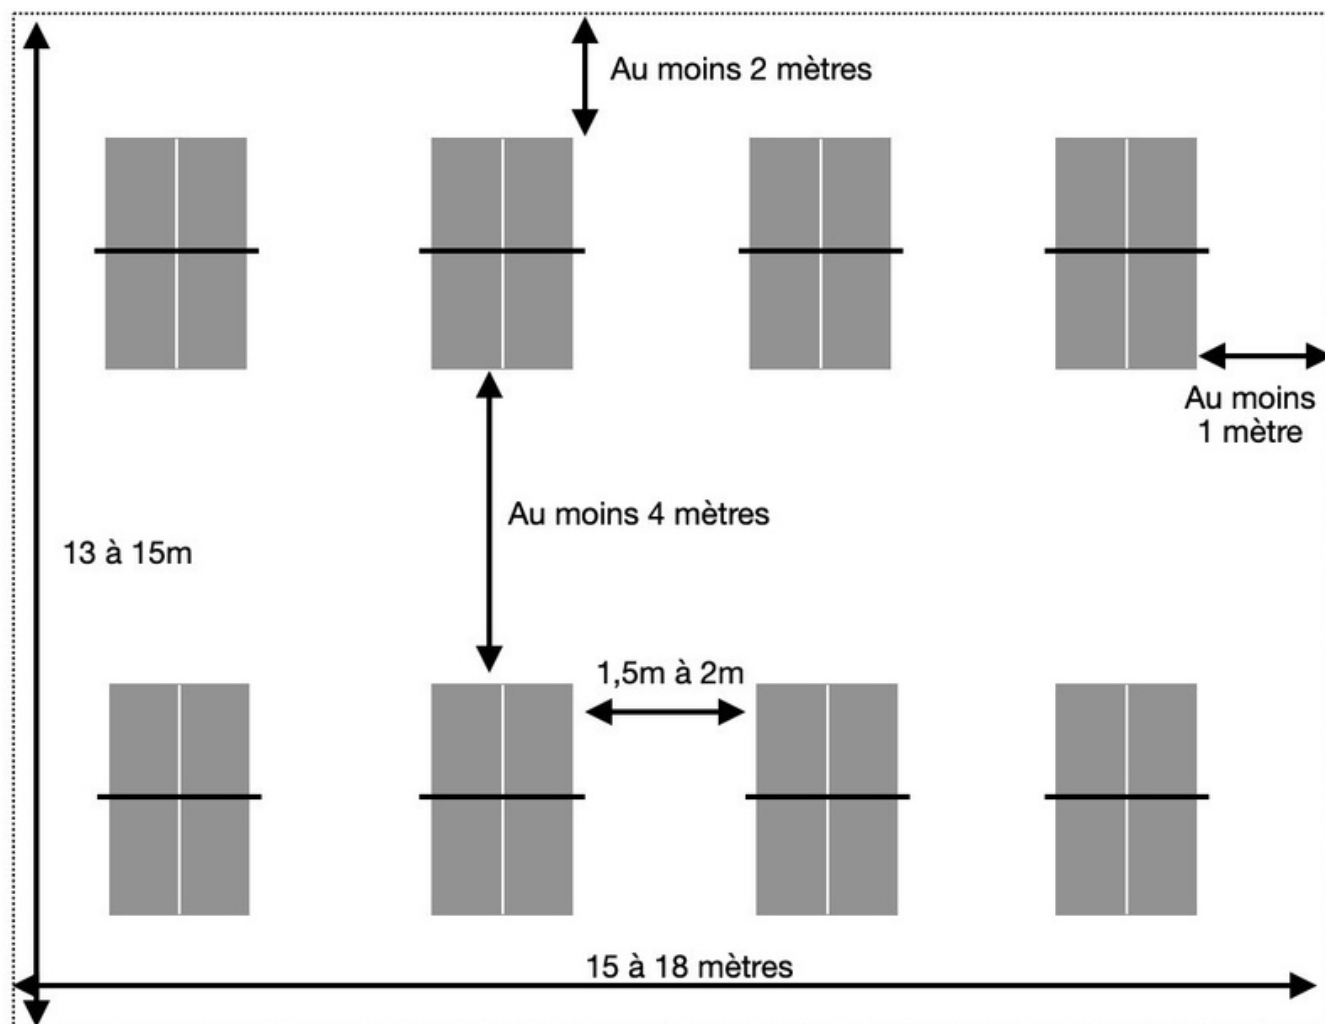 Au moins 2 mètres
Au moins
1 mètre
Au moins 4 mètres
13 à 15m
1,5m à 2m
15 à 18 mètres